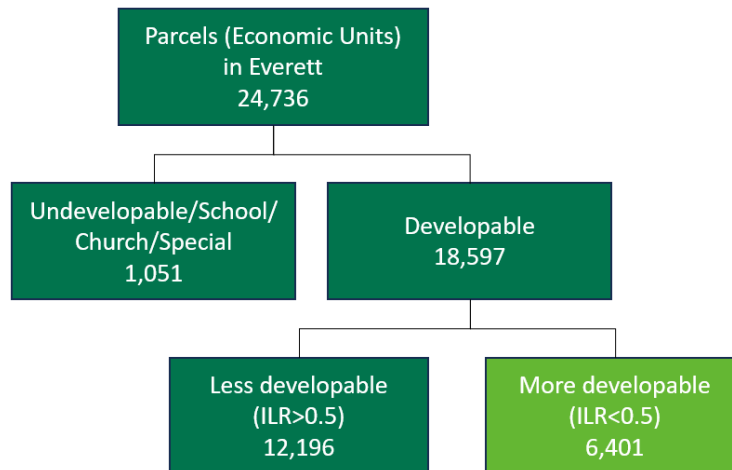 Parcels (Economic Units)
in Everett
24,736
Undevelopable/School/
Church/Special
1,051
Developable
18,597
Less developable
(ILR>0.5)
12,196
More developable
(ILR<0.5)
6,401